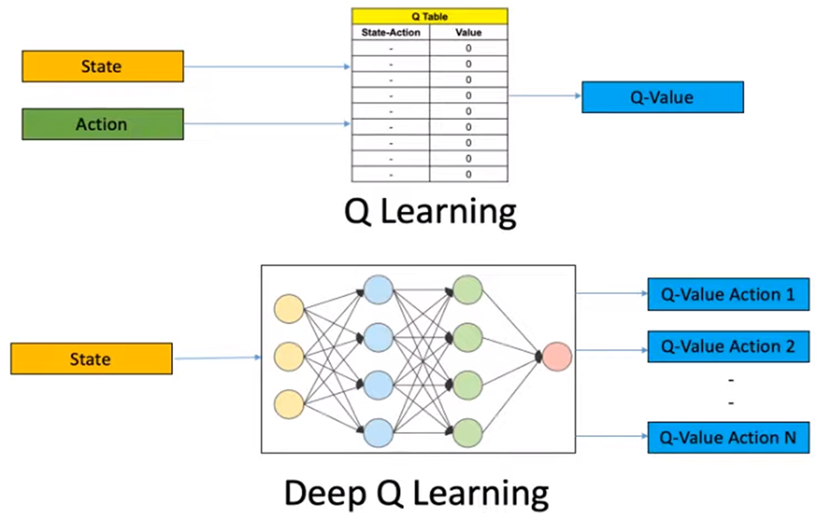 Q Table
State-Action Value
- 0
- 0
- 0
- 0
- 0
- 0
- 0
- 0
- 0
State
Action
Q-Value
Q Learning
State
Q-Value Action 1
Q-Value Action 2
-
-
Q-Value Action N
Deep Q Learning